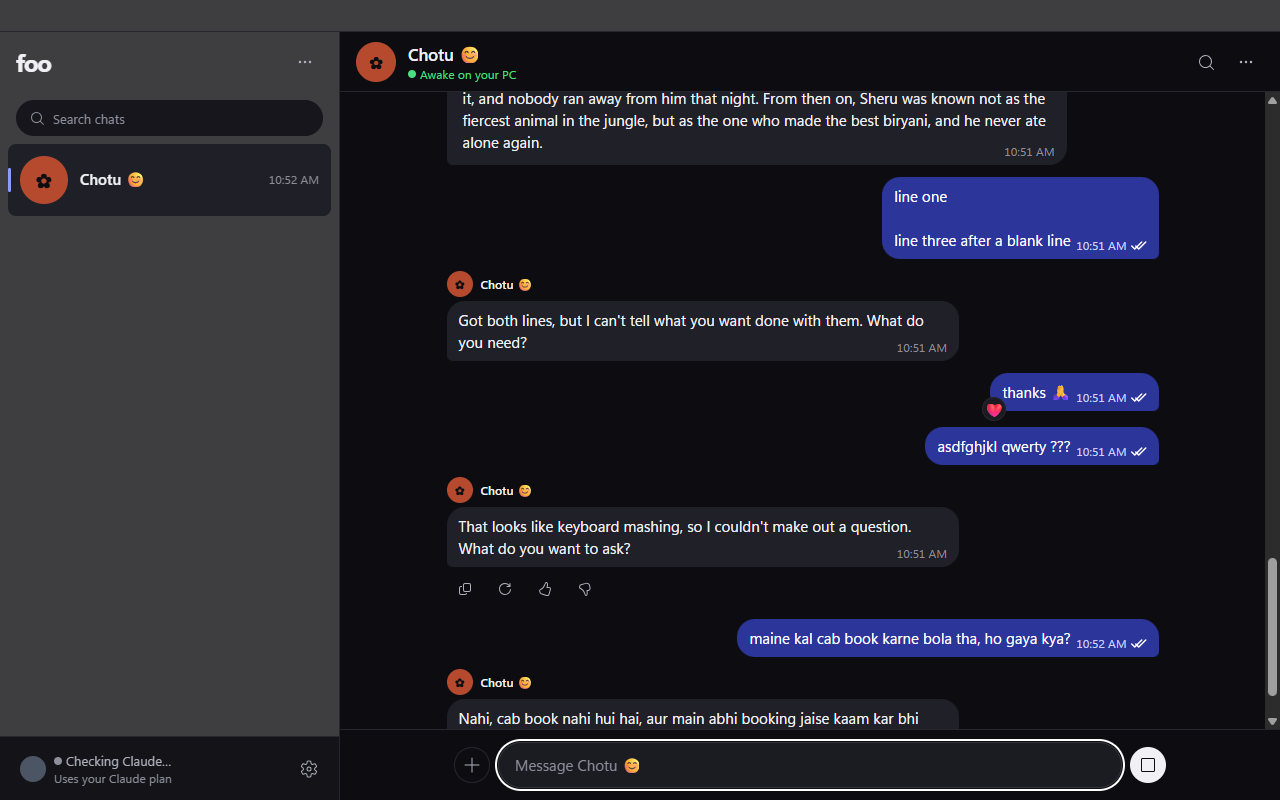 foo
Search chats
Chotu 😊
10:52 AM
Checking Claude...
Uses your Claude plan
Chotu 😊
Awake on your PC
it, and nobody ran away from him that night. From then on, Sheru was known not as the
fiercest animal in the jungle, but as the one who made the best biryani, and he never ate
alone again.
10:51 AM
line one
line three after a blank line 10:51 AM
Chotu 😊
Got both lines, but I can't tell what you want done with them. What do
you need?
10:51 AM
thanks 🙏 10:51 AM
asdfghjkl qwerty ??? 10:51 AM
Chotu 😊
That looks like keyboard mashing, so I couldn't make out a question.
What do you want to ask?
10:51 AM
maine kal cab book karne bola tha, ho gaya kya? 10:52 AM
Chotu 😊
Nahi, cab book nahi hui hai, aur main abhi booking jaise kaam kar bhi
Message Chotu 😊